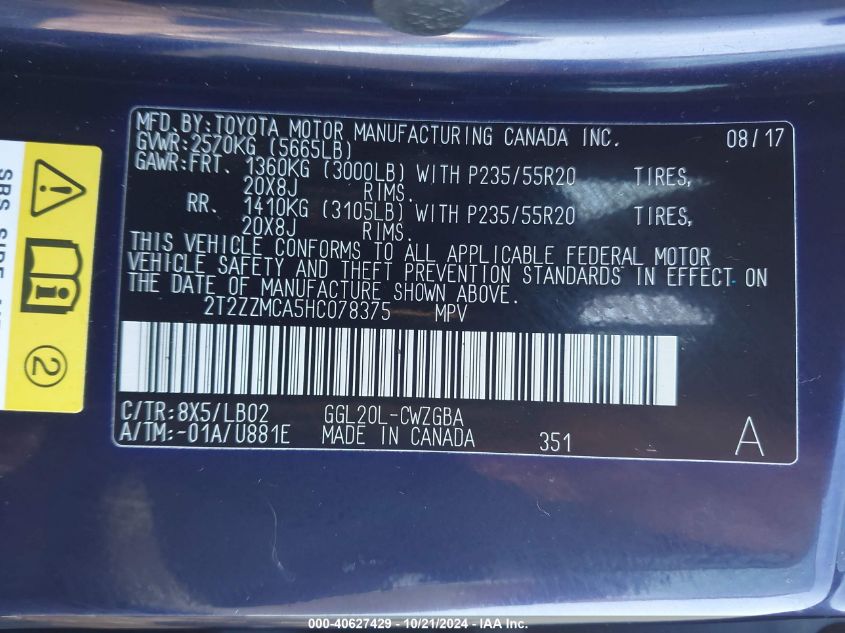 MFD.BY:TOYOTA MOTOR MANUFACTURING CANADA INC. 08/17
GVWR:2570KG (5665LB)
GAWR:FRT. 1360KG (3000LB) WITH P235/55R20 TIRES,
20X8J RIMS.
RR. 1410KG (3105LB) WITH P235/55R20 TIRES,
20X8J RIMS.
THIS VEHICLE CONFORMS TO ALL APPLICABLE FEDERAL MOTOR
VEHICLE SAFETY AND THEFT PREVENTION STANDARDS IN EFFECT ON
THE DATE OF MANUFACTURE SHOWN ABOVE.
2T2ZZMCA5HC078375 MPV
C/TR:8X5/LB02 GGL20L-CWZGBA
A/TM:-01A/U881E MADE IN CANADA 351 A
SRS SIDE
2
000-40627429 - 10/21/2024 - IAA Inc.